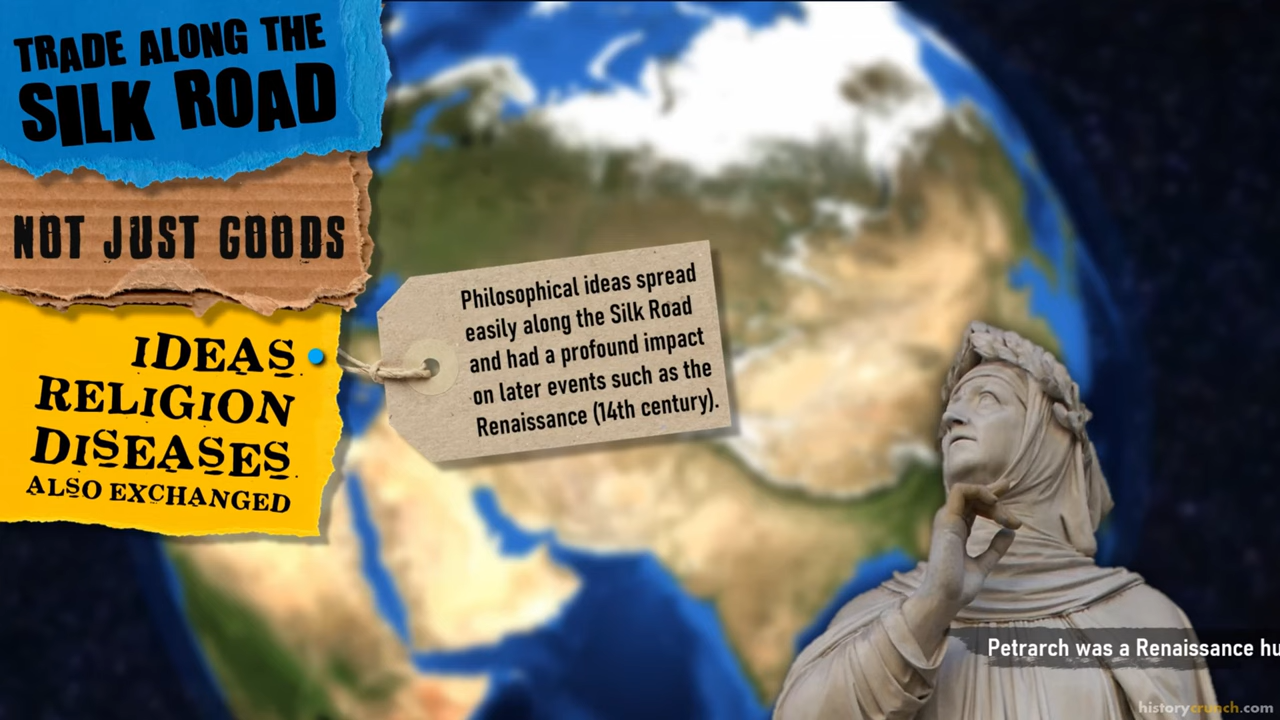 TRADE ALONG THE
SILK ROAD
NOT JUST GOODS
IDEAS
RELIGION
DISEASES
ALSO EXCHANGED
Philosophical ideas spread
easily along the Silk Road
and had a profound impact
on later events such as the
Renaissance (14th century).
Petrarch was a Renaissance hu
historycrunch.com